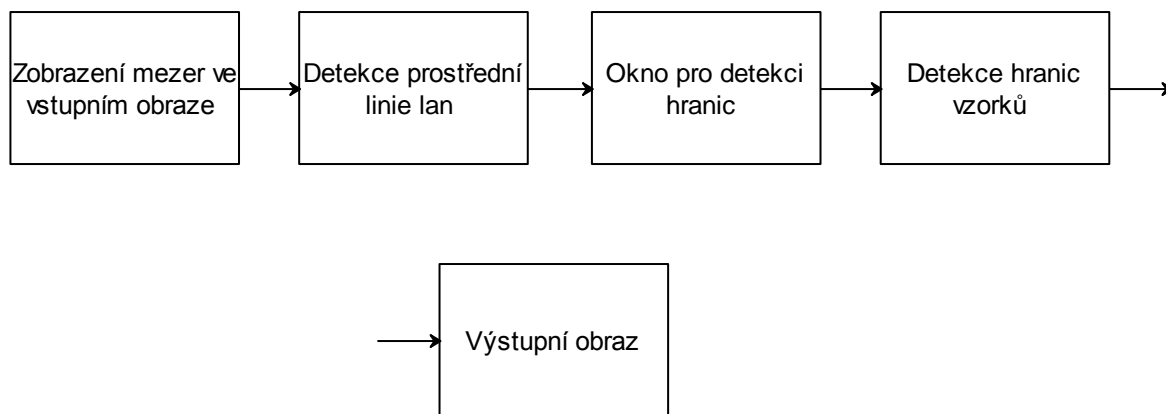 Zobrazení mezer ve
vstupním obraze
Detekce prostřední
linie lan
Okno pro detekci
hranic
Detekce hranic
vzorků
Výstupní obraz